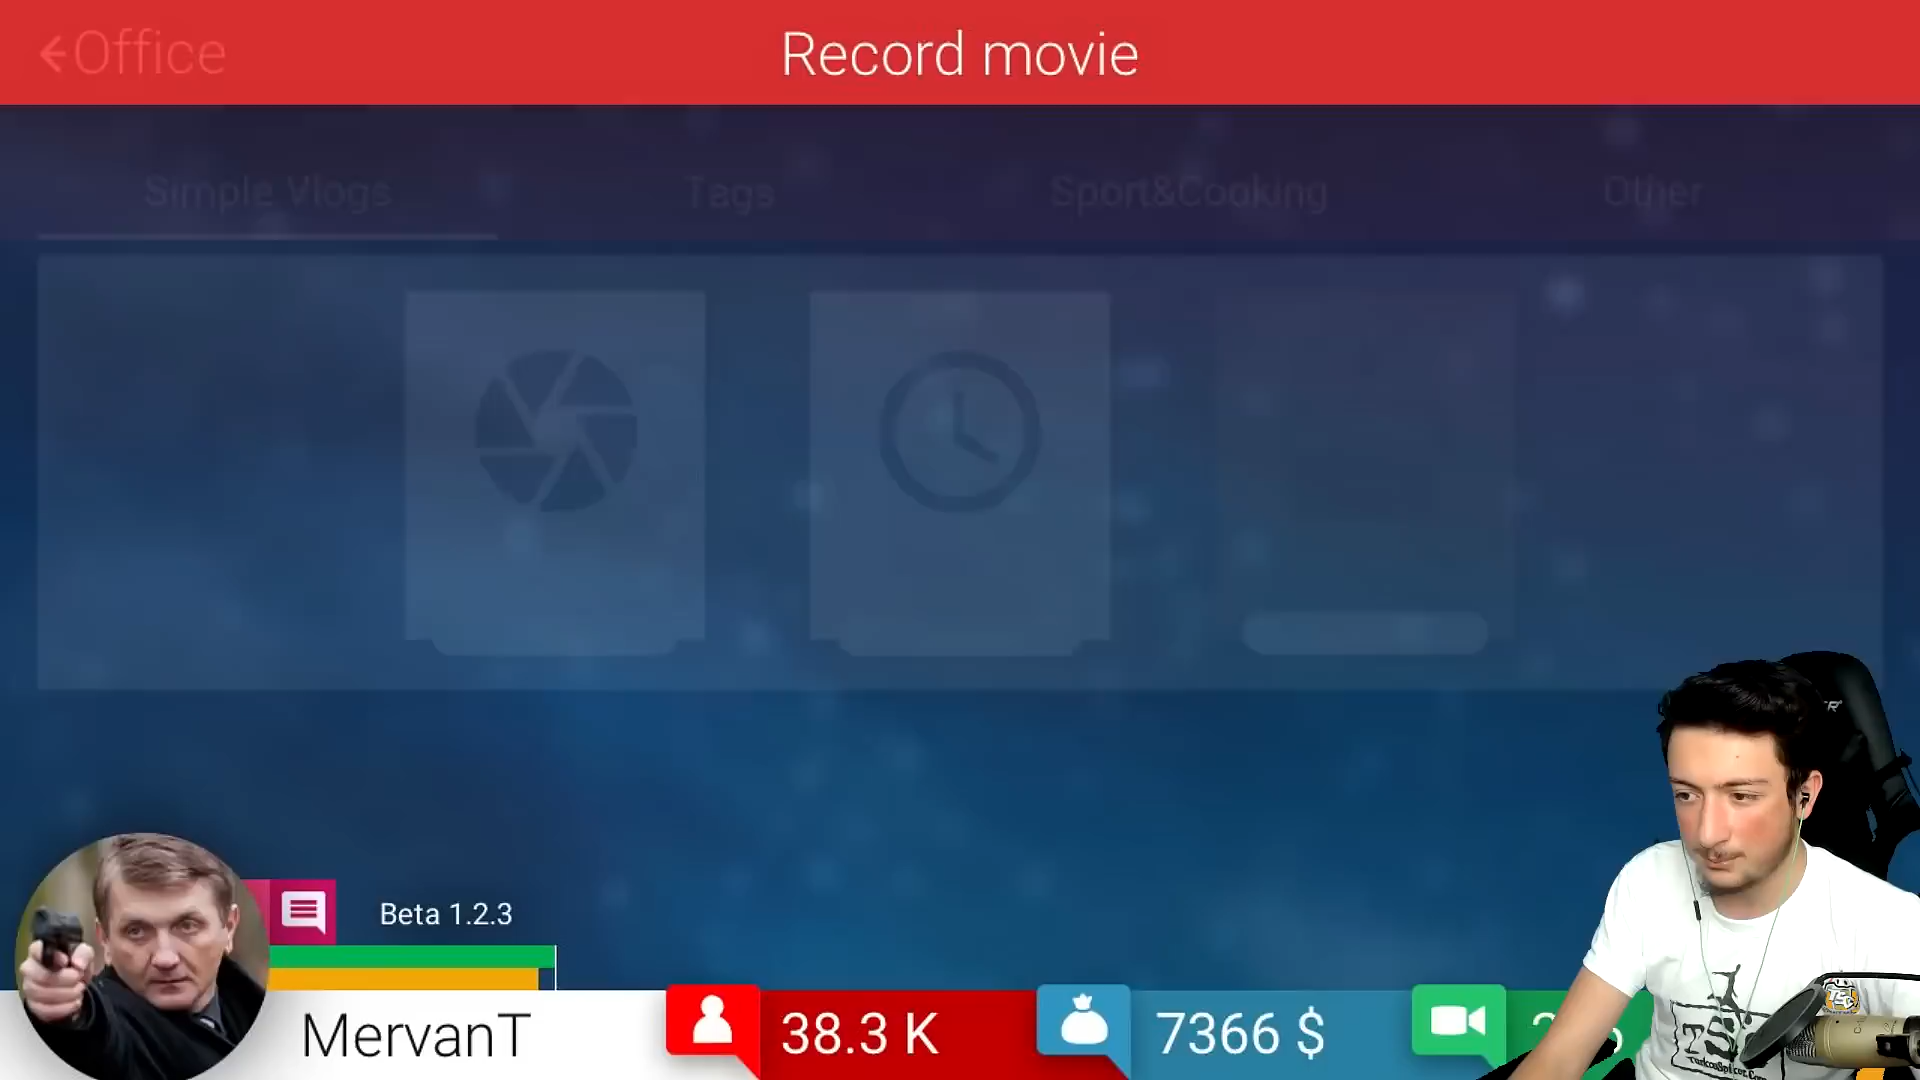 Office
Record movie
Simple Vlogs
Tags
Sport&Cooking
Other
Beta 1.2.3
MervanT
38.3 K
7366 $